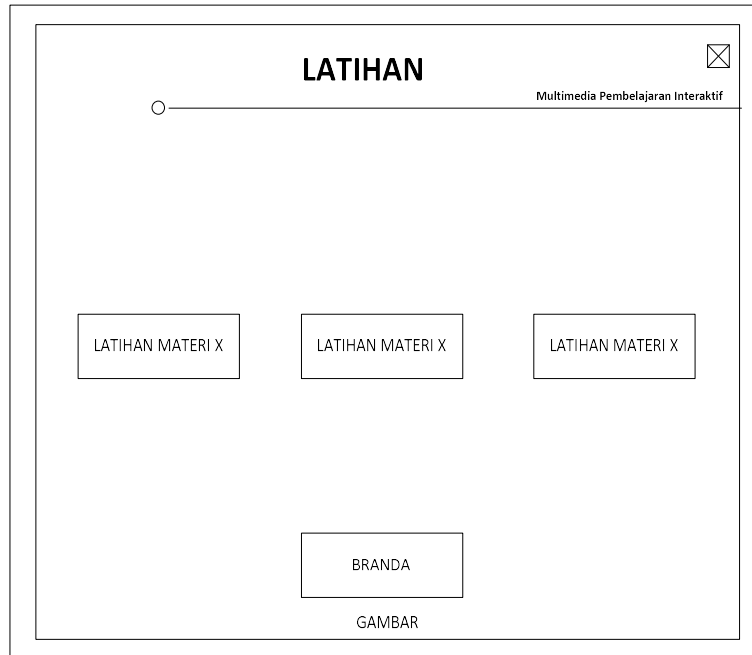 LATIHAN
Multimedia Pembelajaran Interaktif
LATIHAN MATERI X
LATIHAN MATERI X
LATIHAN MATERI X
BRANDA
GAMBAR